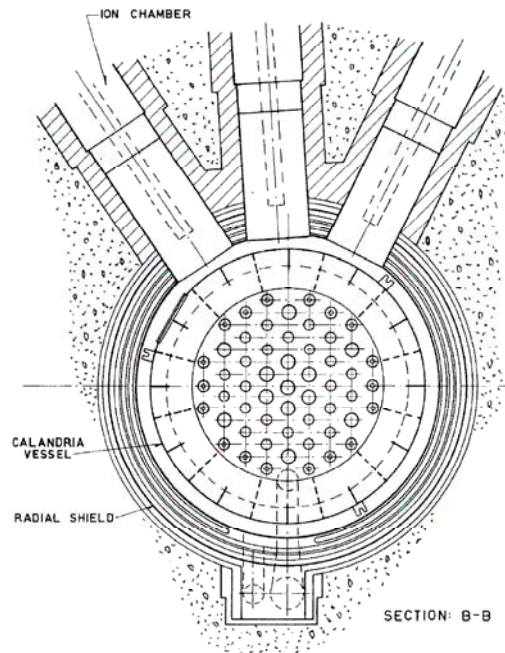 ION CHAMBER
CALANDRIA
VESSEL
RADIAL SHIELD
SECTION: B-B